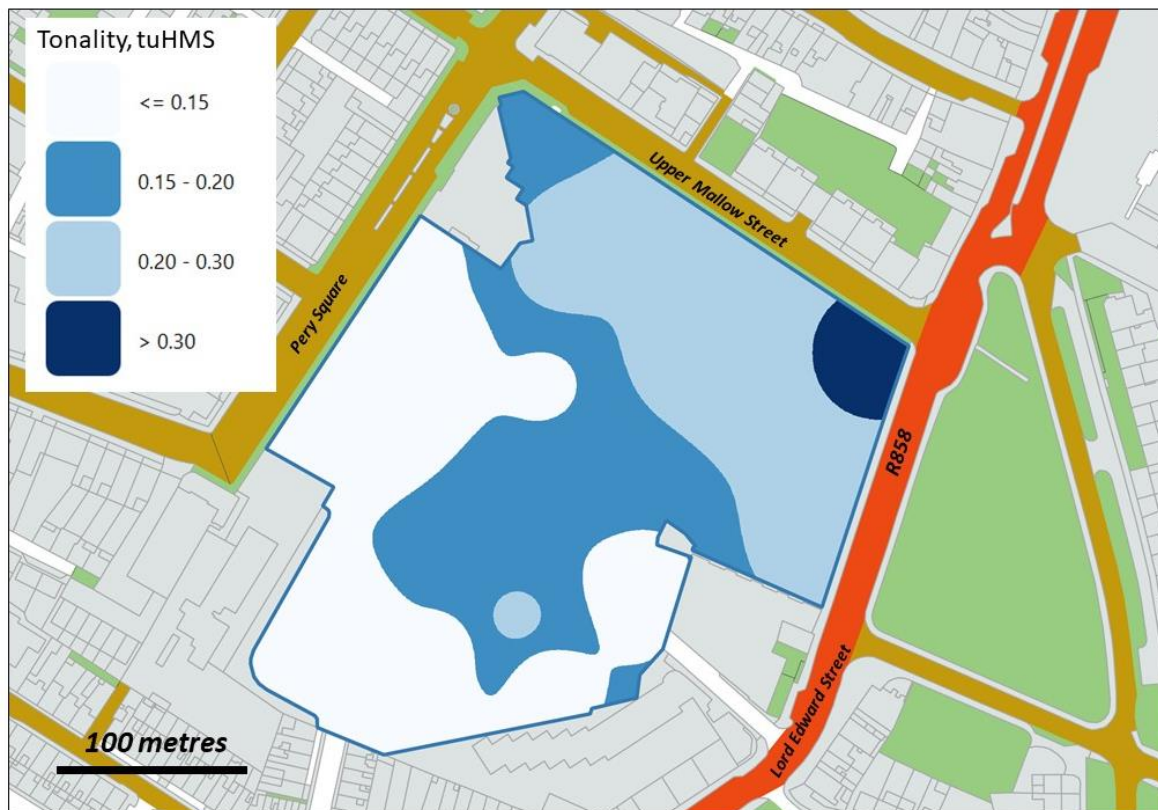 Tonality, tuHMS
<= 0.15
0.15 - 0.20
0.20 - 0.30
> 0.30
Upper Mallow Street
Pery Square
R858
Lord Edward Street
100 metres